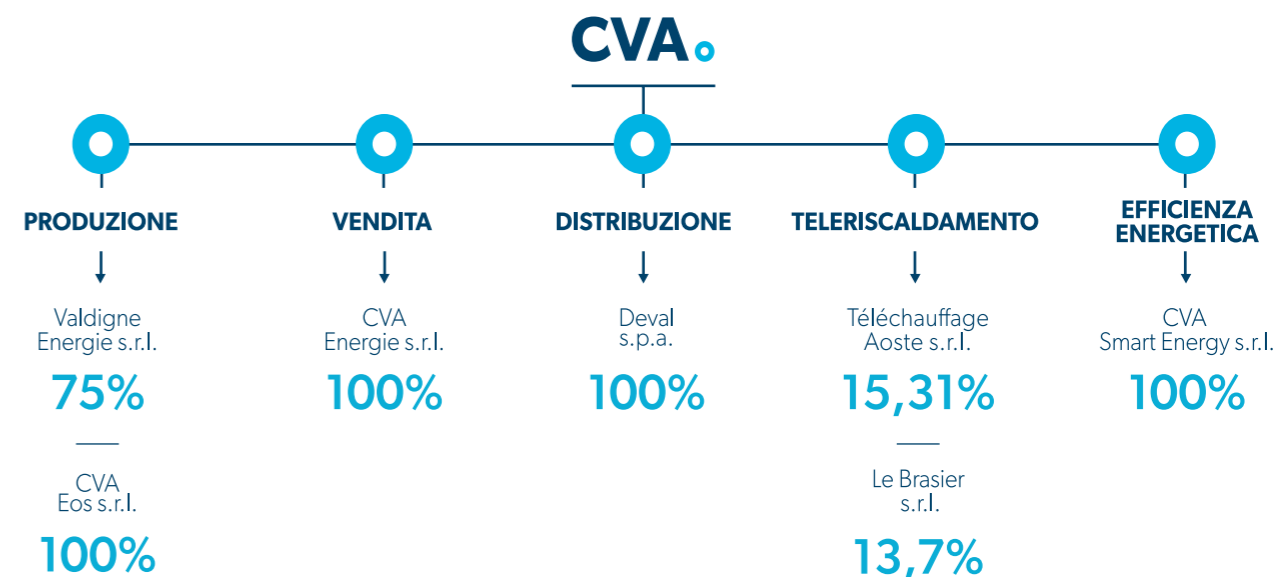 CVA
PRODUZIONE
Valdigne
Energie s.r.l.
75%
CVA
Eos s.r.l.
100%
VENDITA
CVA
Energie s.r.l.
100%
DISTRIBUZIONE
Deval
s.p.a.
100%
TELERISCALDAMENTO
Téléchauffage
Aoste s.r.l.
15,31%
Le Brasier
s.r.l.
13,7%
EFFICIENZA
ENERGETICA
CVA
Smart Energy s.r.l.
100%